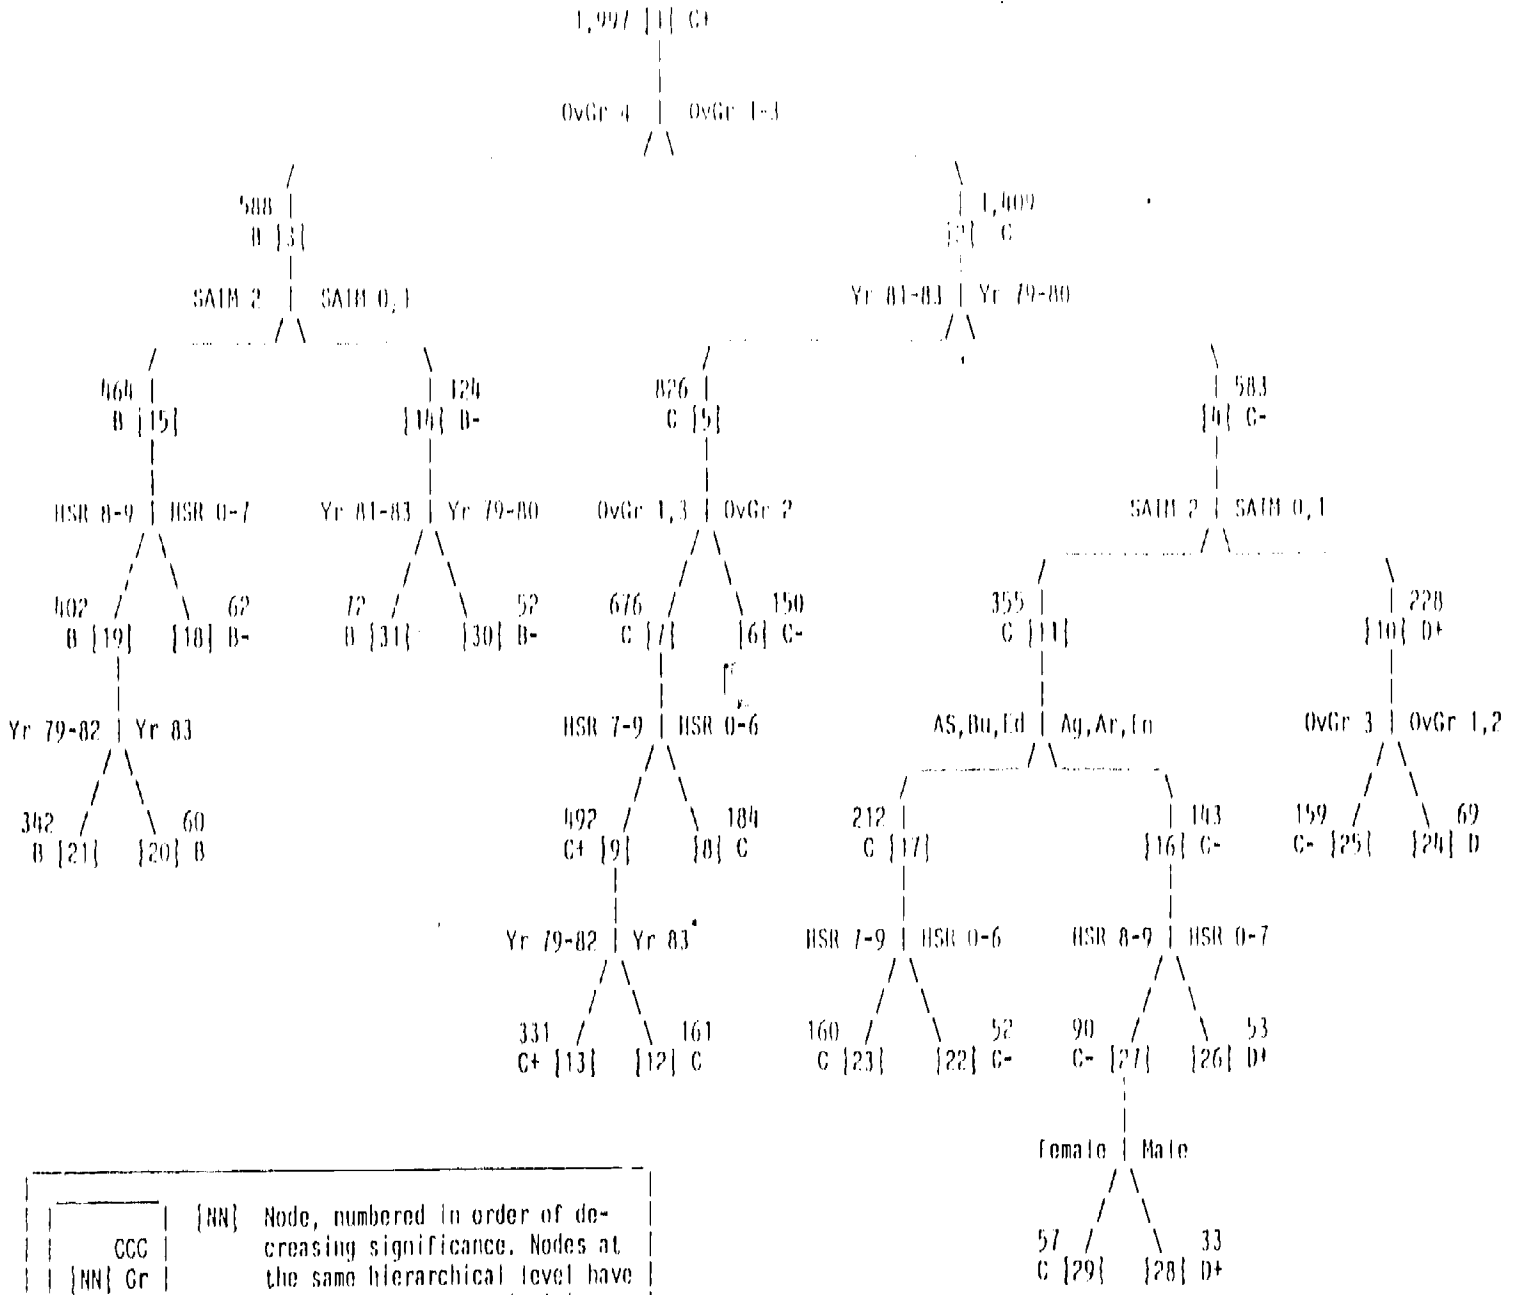 1,997 {1{ C+
OvGr 4 | OvGr 1-3
588 1,409
B {3{ {2{ C
SATM 2 | SATM 0,1 Yr 81-83 | Yr 79-80
464 124 826 583
B {15{ {14{ B- C {5{ {4{ C-
HSR 8-9 | HSR 0-7 Yr 81-83 | Yr 79-80 OvGr 1,3 | OvGr 2 SATM 2 | SATM 0,1
402 62 72 52 676 150 355 228
B {19{ {18{ B- B {31{ {30{ B- C {7{ {6{ C- C {11{ {10{ D+
Yr 79-82 | Yr 83 HSR 7-9 | HSR 0-6 AS,Bu,Ed | Ag,Ar,En OvGr 3 | OvGr 1,2
342 60 492 184 212 143 159 69
B {21{ {20{ B C+ {9{ {8{ C C {17{ {16{ C- C- {25{ {24{ D
Yr 79-82 | Yr 83 HSR 7-9 | HSR 0-6 HSR 8-9 | HSR 0-7
331 161 160 52 90 53
C+ {13{ {12{ C C {23{ {22{ C- C- {27{ {26{ D+
Female | Male
57 33
C {29{ {28{ D+
{NN{ Node, numbered in order of de-
CCC creasing significance. Nodes at
{NN{ Gr the same hierarchical level have